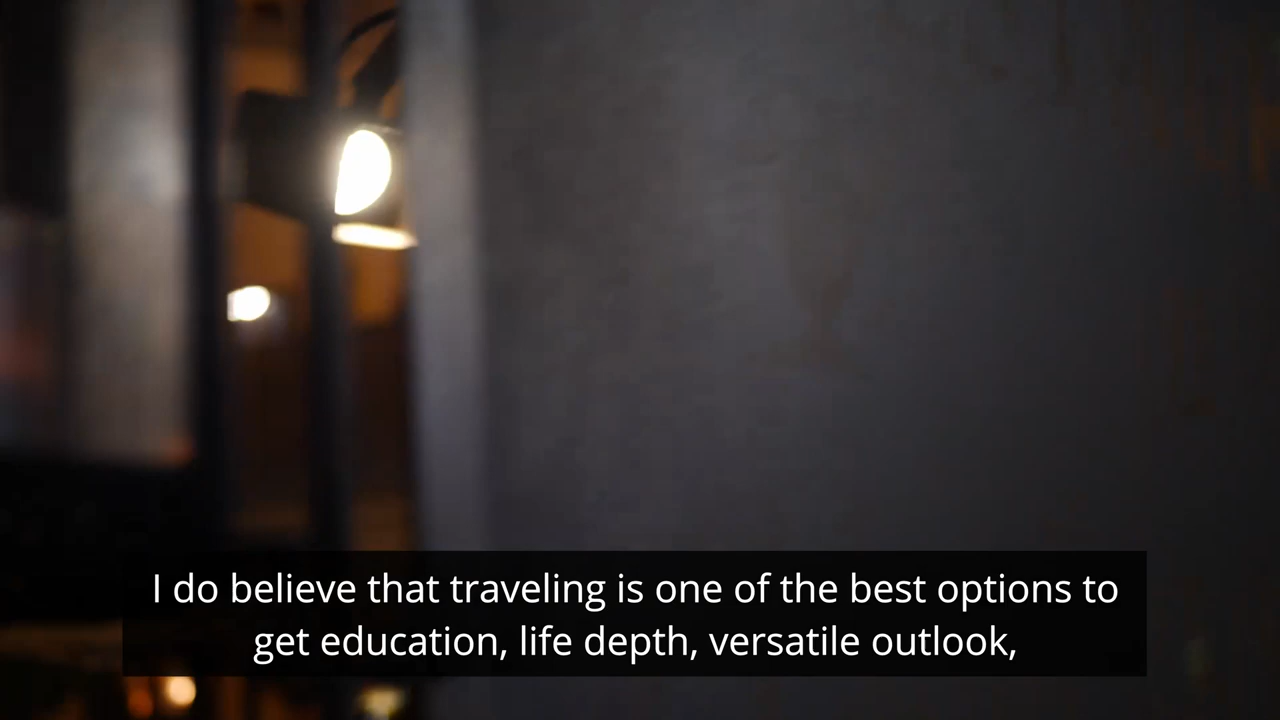 I do believe that traveling is one of the best options to
get education, life depth, versatile outlook,